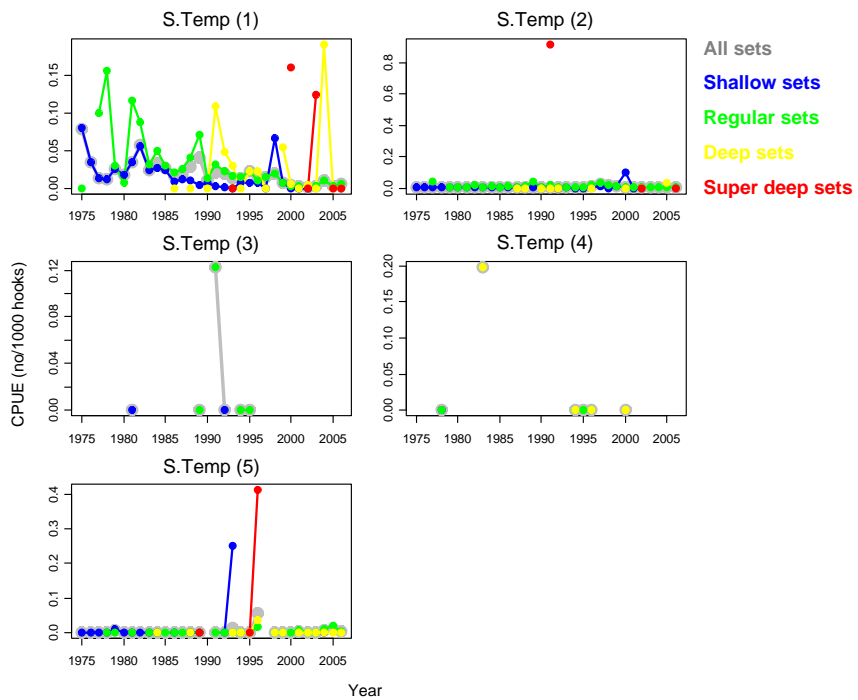 S.Temp (1)
S.Temp (2)
0.00 0.05 0.10 0.15
1975 1980 1985 1990 1995 2000 2005
0.0 0.2 0.4 0.6 0.8
1975 1980 1985 1990 1995 2000 2005
All sets
Shallow sets
Regular sets
Deep sets
Super deep sets
S.Temp (3)
S.Temp (4)
CPUE (no/1000 hooks)
0.00 0.04 0.08 0.12
1975 1980 1985 1990 1995 2000 2005
0.00 0.05 0.10 0.15 0.20
1975 1980 1985 1990 1995 2000 2005
S.Temp (5)
0.0 0.1 0.2 0.3 0.4
1975 1980 1985 1990 1995 2000 2005
Year